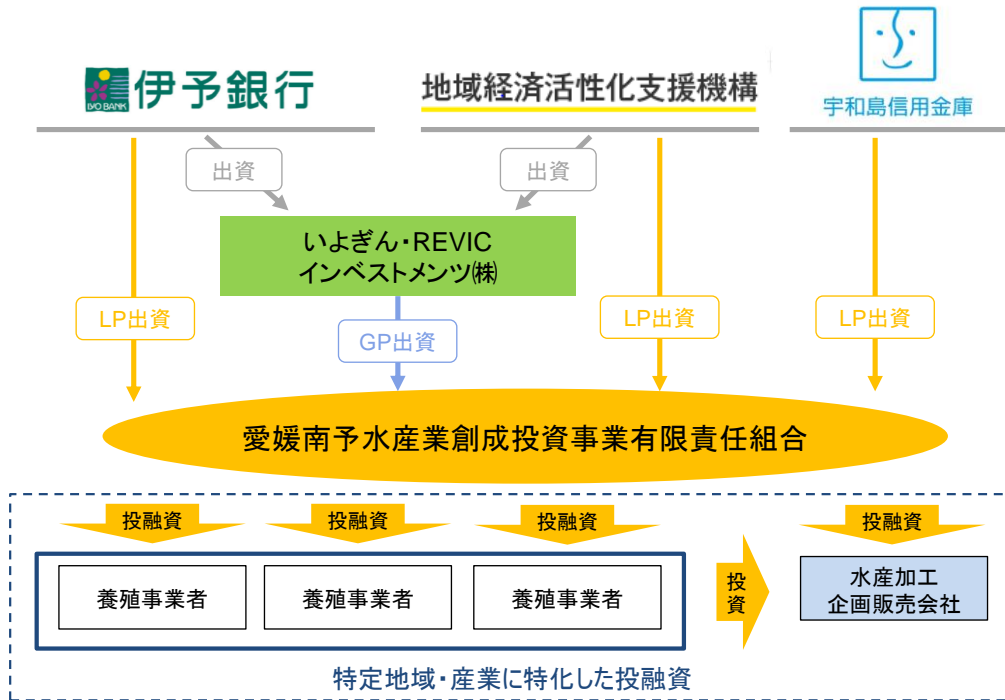 IYO BANK
伊予銀行
地域経済活性化支援機構
宇和島信用金庫
出資
出資
いよぎん・REVIC
インベストメンツ㈱
LP出資
GP出資
LP出資
LP出資
愛媛南予水産業創成投資事業有限責任組合
投融資
投融資
投融資
投融資
養殖事業者
養殖事業者
養殖事業者
投資
水産加工
企画販売会社
特定地域・産業に特化した投融資